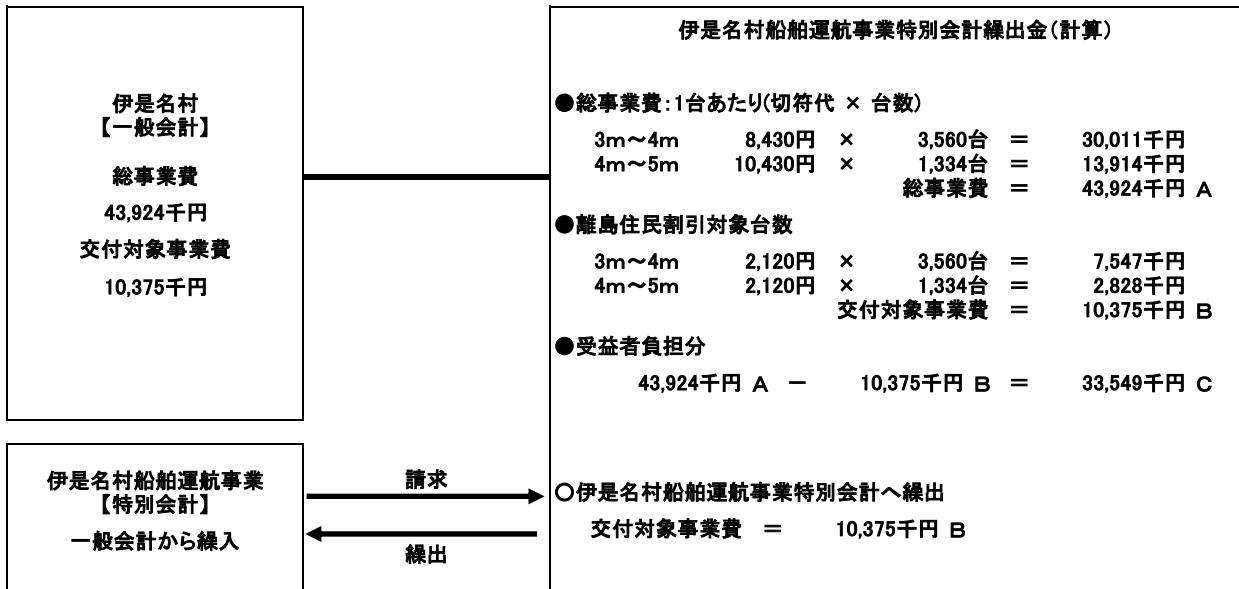 伊是名村
【一般会計】
総事業費
43,924千円
交付対象事業費
10,375千円
伊是名村船舶運航事業特別会計繰出金(計算)
●総事業費:1台あたり(切符代 × 台数)
3m～4m 8,430円 × 3,560台 = 30,011千円
4m～5m 10,430円 × 1,334台 = 13,914千円
総事業費 = 43,924千円 A
●離島住民割引対象台数
3m～4m 2,120円 × 3,560台 = 7,547千円
4m～5m 2,120円 × 1,334台 = 2,828千円
交付対象事業費 = 10,375千円 B
●受益者負担分
43,924千円 A － 10,375千円 B = 33,549千円 C
伊是名村船舶運航事業
【特別会計】
一般会計から繰入
請求
繰出
○伊是名村船舶運航事業特別会計へ繰出
交付対象事業費 = 10,375千円 B